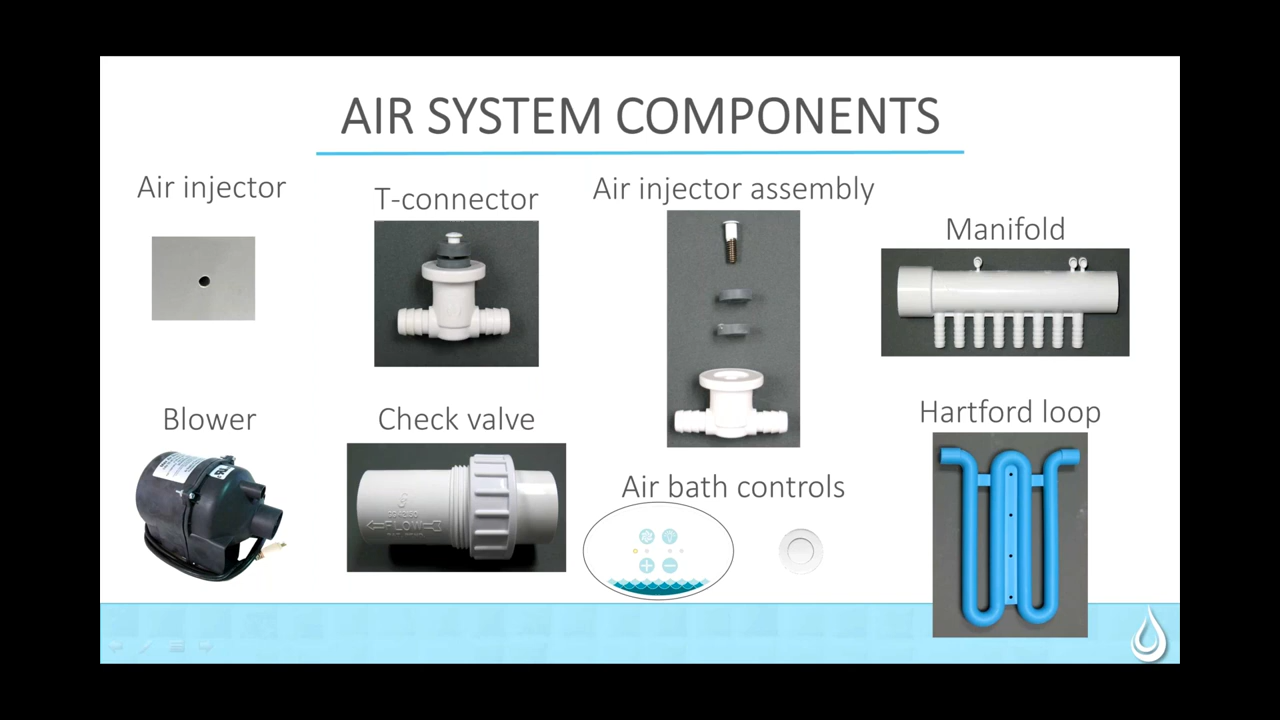 AIR SYSTEM COMPONENTS
Air injector
T-connector
Air injector assembly
Manifold
Blower
Check valve
FLOW
Air bath controls
Hartford loop